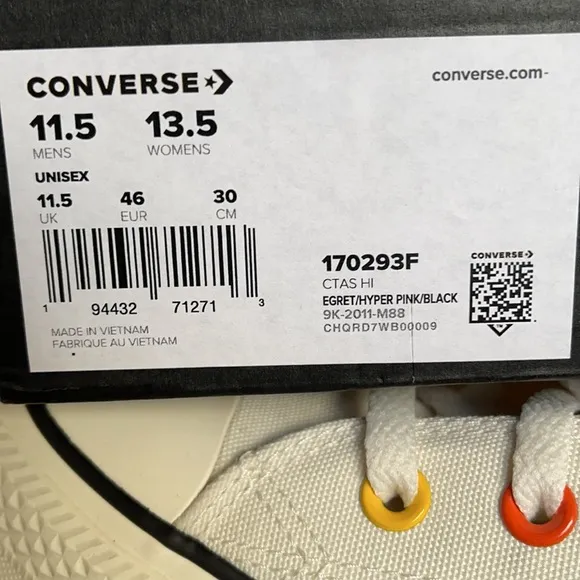 CONVERSE
converse.com-
11.5 13.5
MENS WOMENS
UNISEX
11.5 46 30
UK EUR CM
1 94432 71271 3
MADE IN VIETNAM
FABRIQUE AU VIETNAM
170293F
CTAS HI
EGRET/HYPER PINK/BLACK
9K-2011-M88
CHQRD7WB00009
CONVERSE